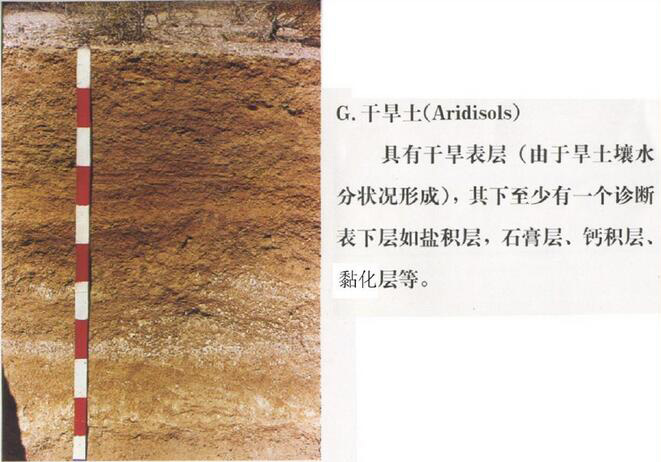 G.干旱土(Aridisols)
具有干旱表层（由于旱土壤水
分状况形成），其下至少有一个诊断
表下层如盐积层，石膏层、钙积层、
黏化层等。